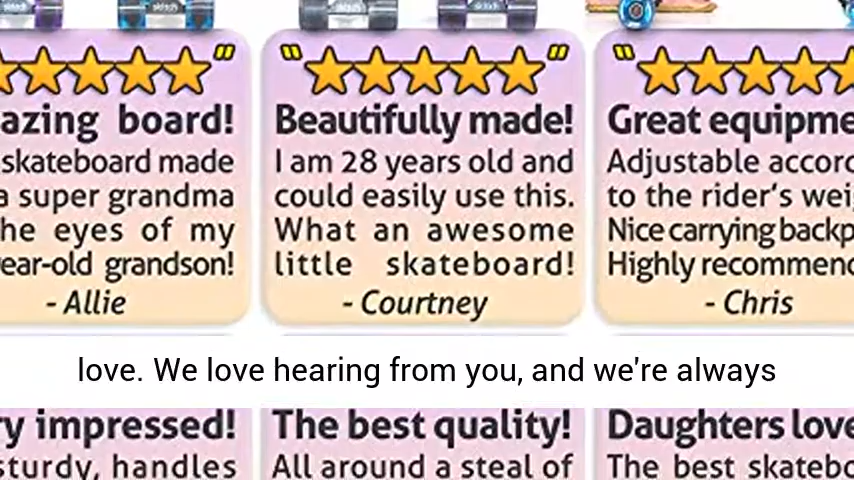 azing board!
skateboard made
a super grandma
he eyes of my
ear-old grandson!
- Allie
"Beautifully made!"
I am 28 years old and
could easily use this.
What an awesome
little skateboard!
- Courtney
"Great equipme
Adjustable accord
to the rider's wei
Nice carrying backp
Highly recommend
- Chris
love. We love hearing from you, and we're always
ry impressed!
sturdy, handles
The best quality!
All around a steal of
Daughters love
The best skatebo